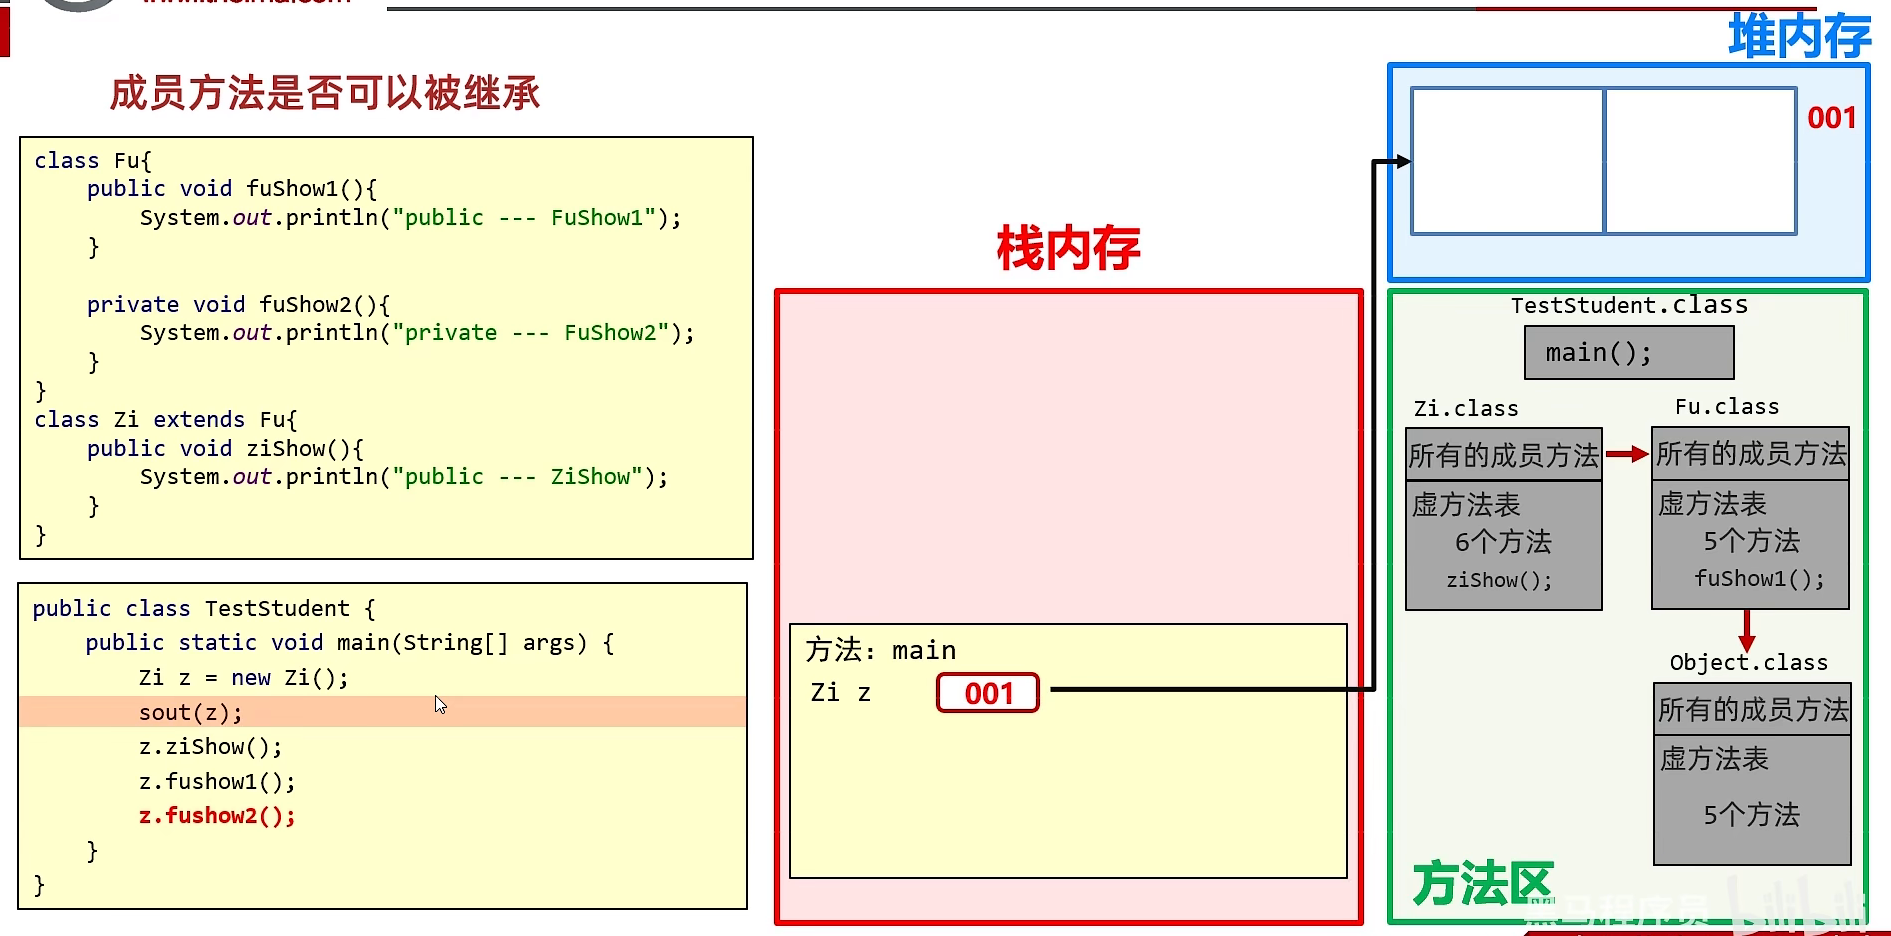 成员方法是否可以被继承
class Fu{
public void fuShow1(){
System.out.println("public --- FuShow1");
}
private void fuShow2(){
System.out.println("private --- FuShow2");
}
}
class Zi extends Fu{
public void ziShow(){
System.out.println("public --- ZiShow");
}
}
public class TestStudent {
public static void main(String[] args) {
Zi z = new Zi();
sout(z);
z.ziShow();
z.fushow1();
z.fushow2();
}
}
栈内存
方法：main
Zi z 001
堆内存
001
TestStudent.class
main();
Zi.class
所有的成员方法
虚方法表
6个方法
ziShow();
Fu.class
所有的成员方法
虚方法表
5个方法
fuShow1();
Object.class
所有的成员方法
虚方法表
5个方法
方法区
黑马程序员
bilibili